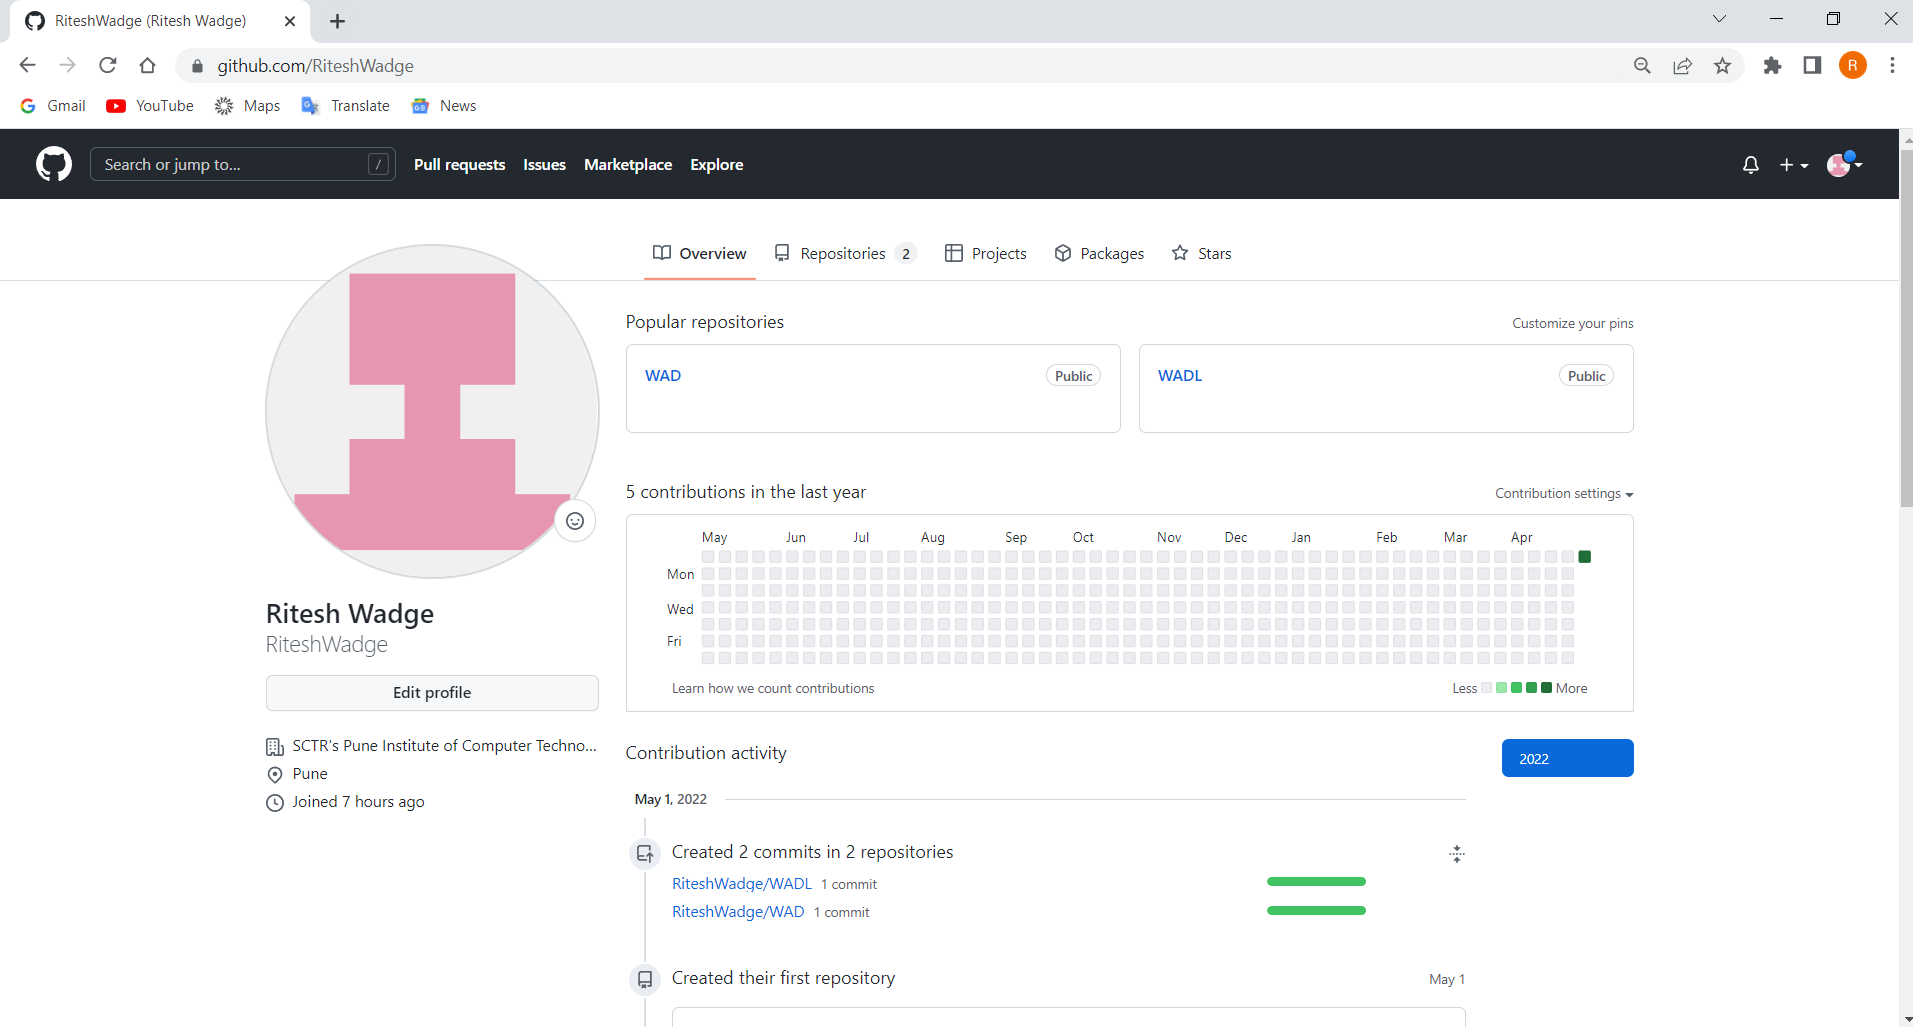 RiteshWadge (Ritesh Wadge)
github.com/RiteshWadge
R
Gmail YouTube Maps Translate News
Search or jump to... / Pull requests Issues Marketplace Explore
Overview Repositories 2 Projects Packages Stars
Popular repositories Customize your pins
WAD Public WADL Public
5 contributions in the last year Contribution settings
May Jun Jul Aug Sep Oct Nov Dec Jan Feb Mar Apr
Mon
Wed
Fri
Learn how we count contributions Less More
Ritesh Wadge
RiteshWadge
Edit profile
SCTR's Pune Institute of Computer Techno...
Pune
Joined 7 hours ago
Contribution activity 2022
May 1, 2022
Created 2 commits in 2 repositories
RiteshWadge/WADL 1 commit
RiteshWadge/WAD 1 commit
Created their first repository May 1